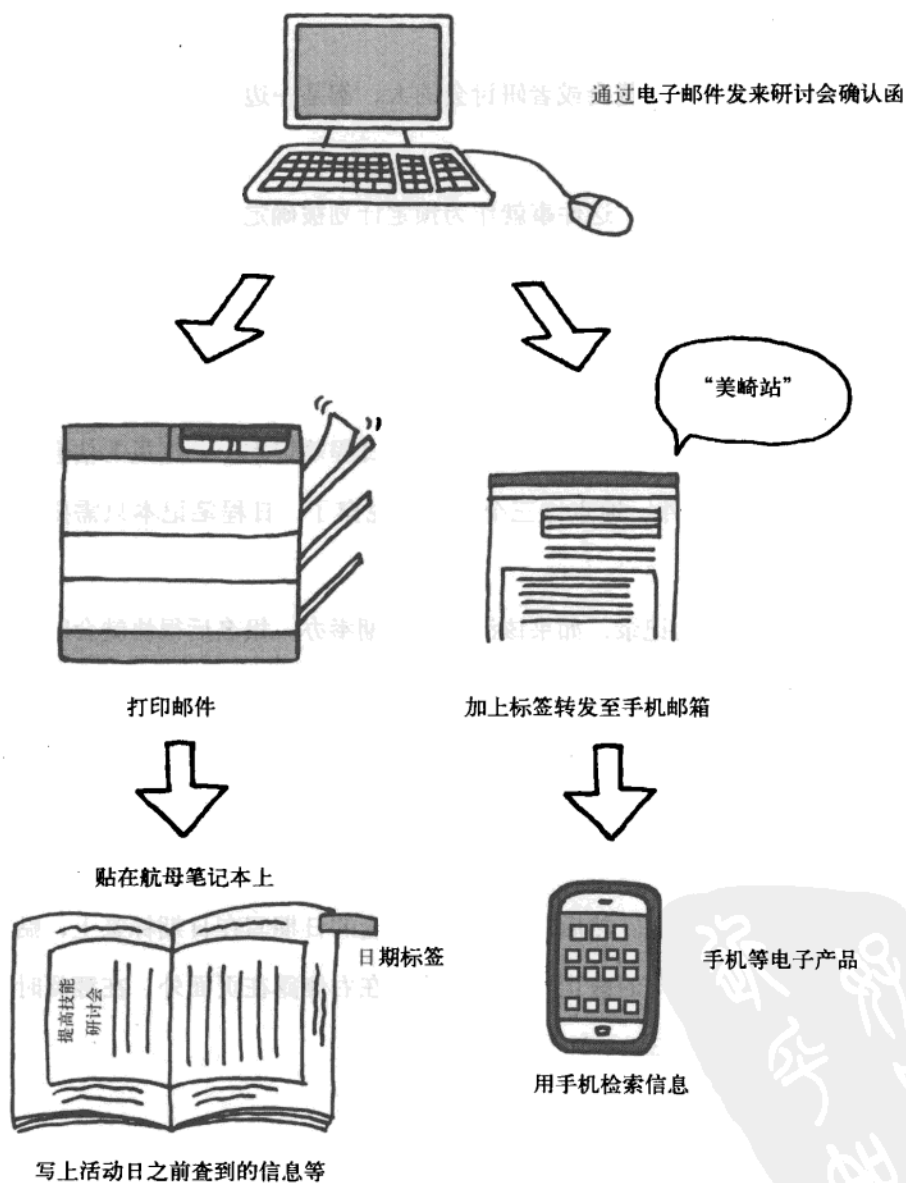 通过电子邮件发来研讨会确认函
“美崎站”
打印邮件
加上标签转发至手机邮箱
贴在航母笔记本上
日期标签
提高技能
研讨会
手机等电子产品
用手机检索信息
写上活动日之前查到的信息等